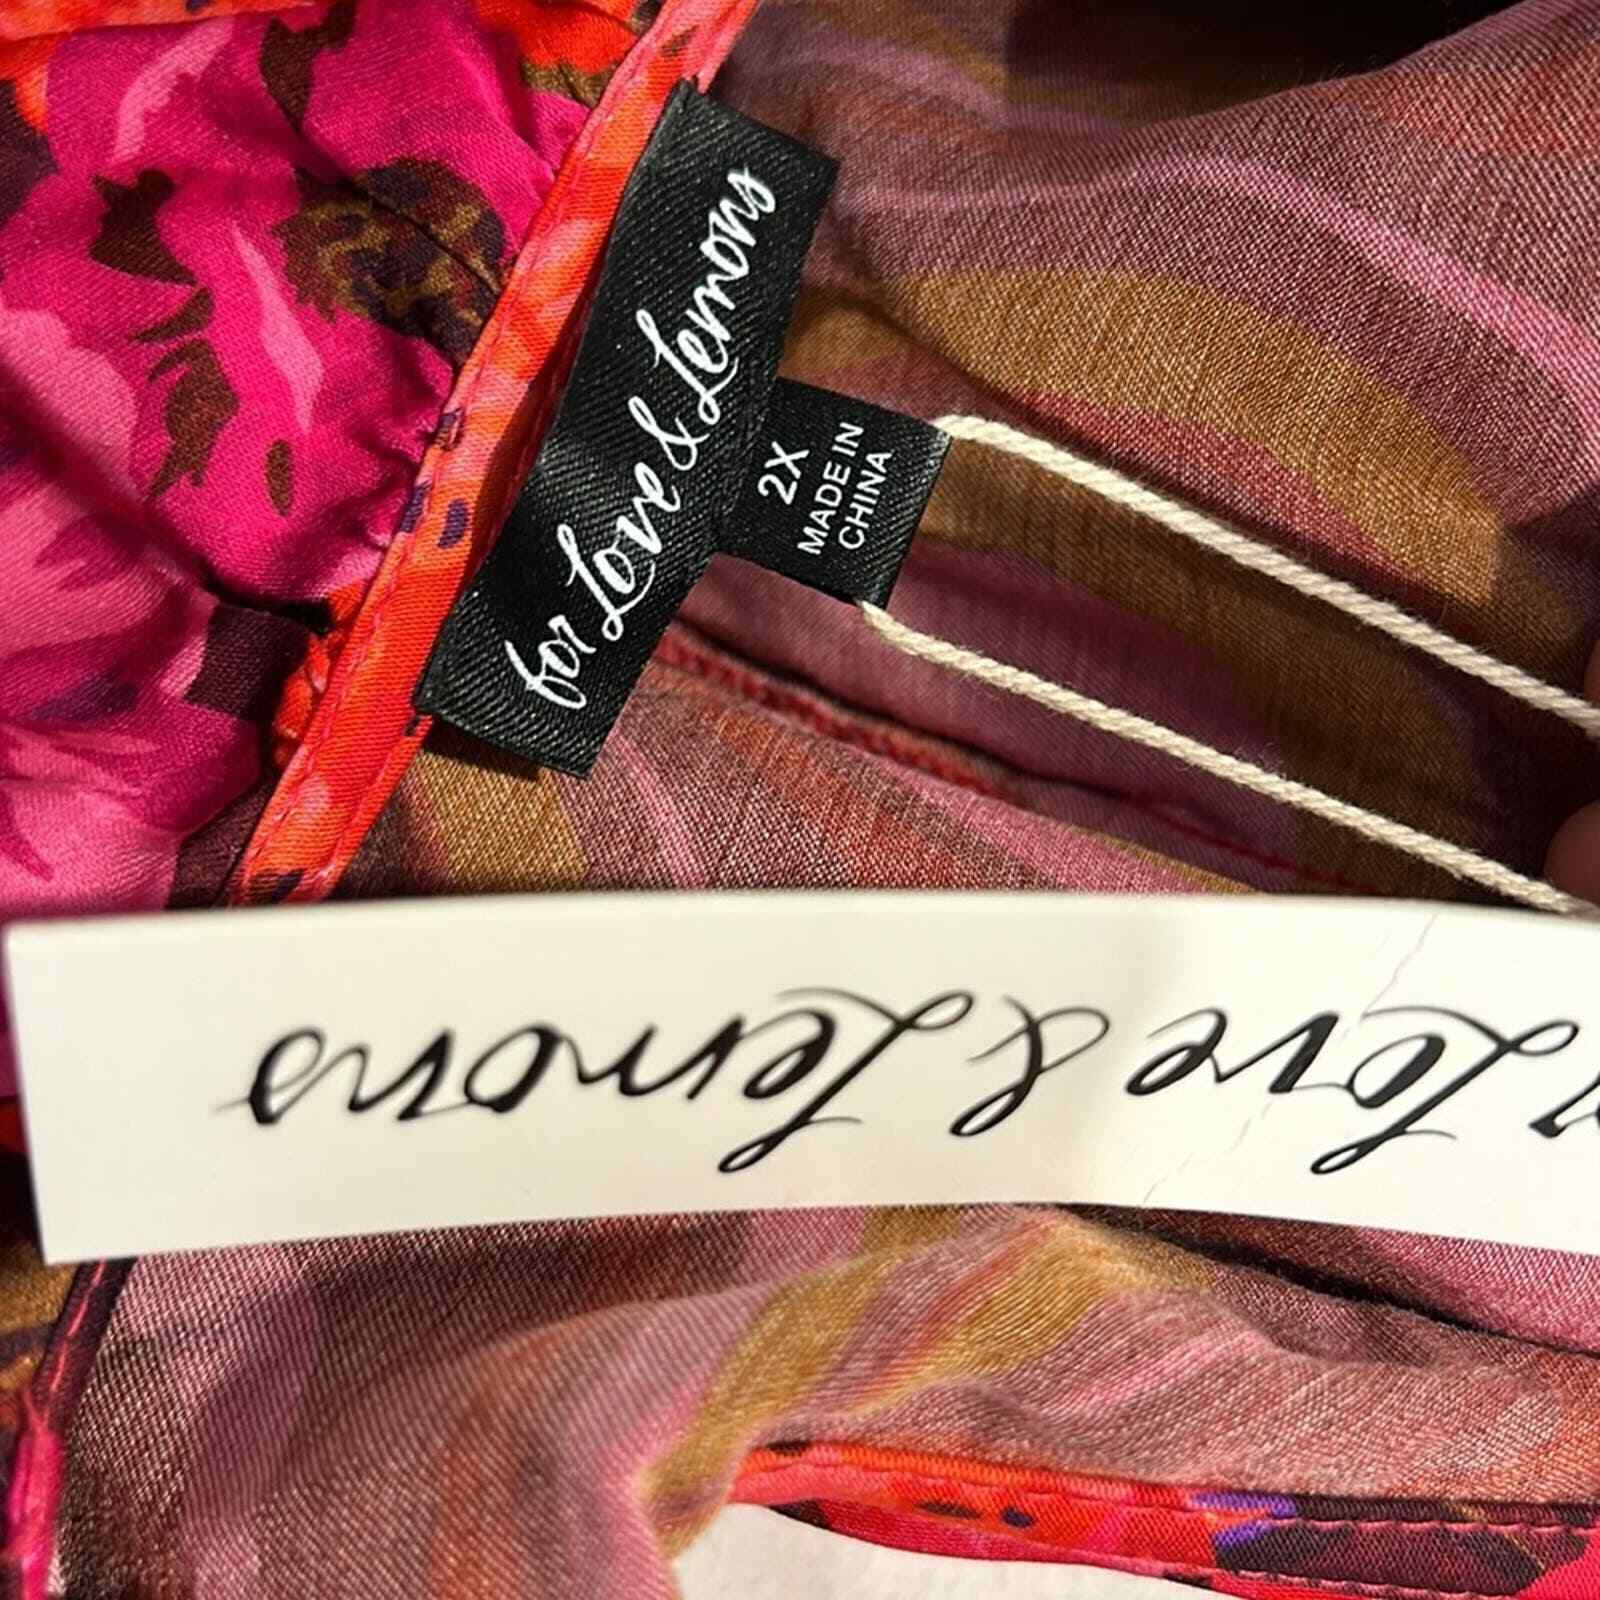 for Love & Lemons
2X
MADE IN
CHINA
Love & Lemons